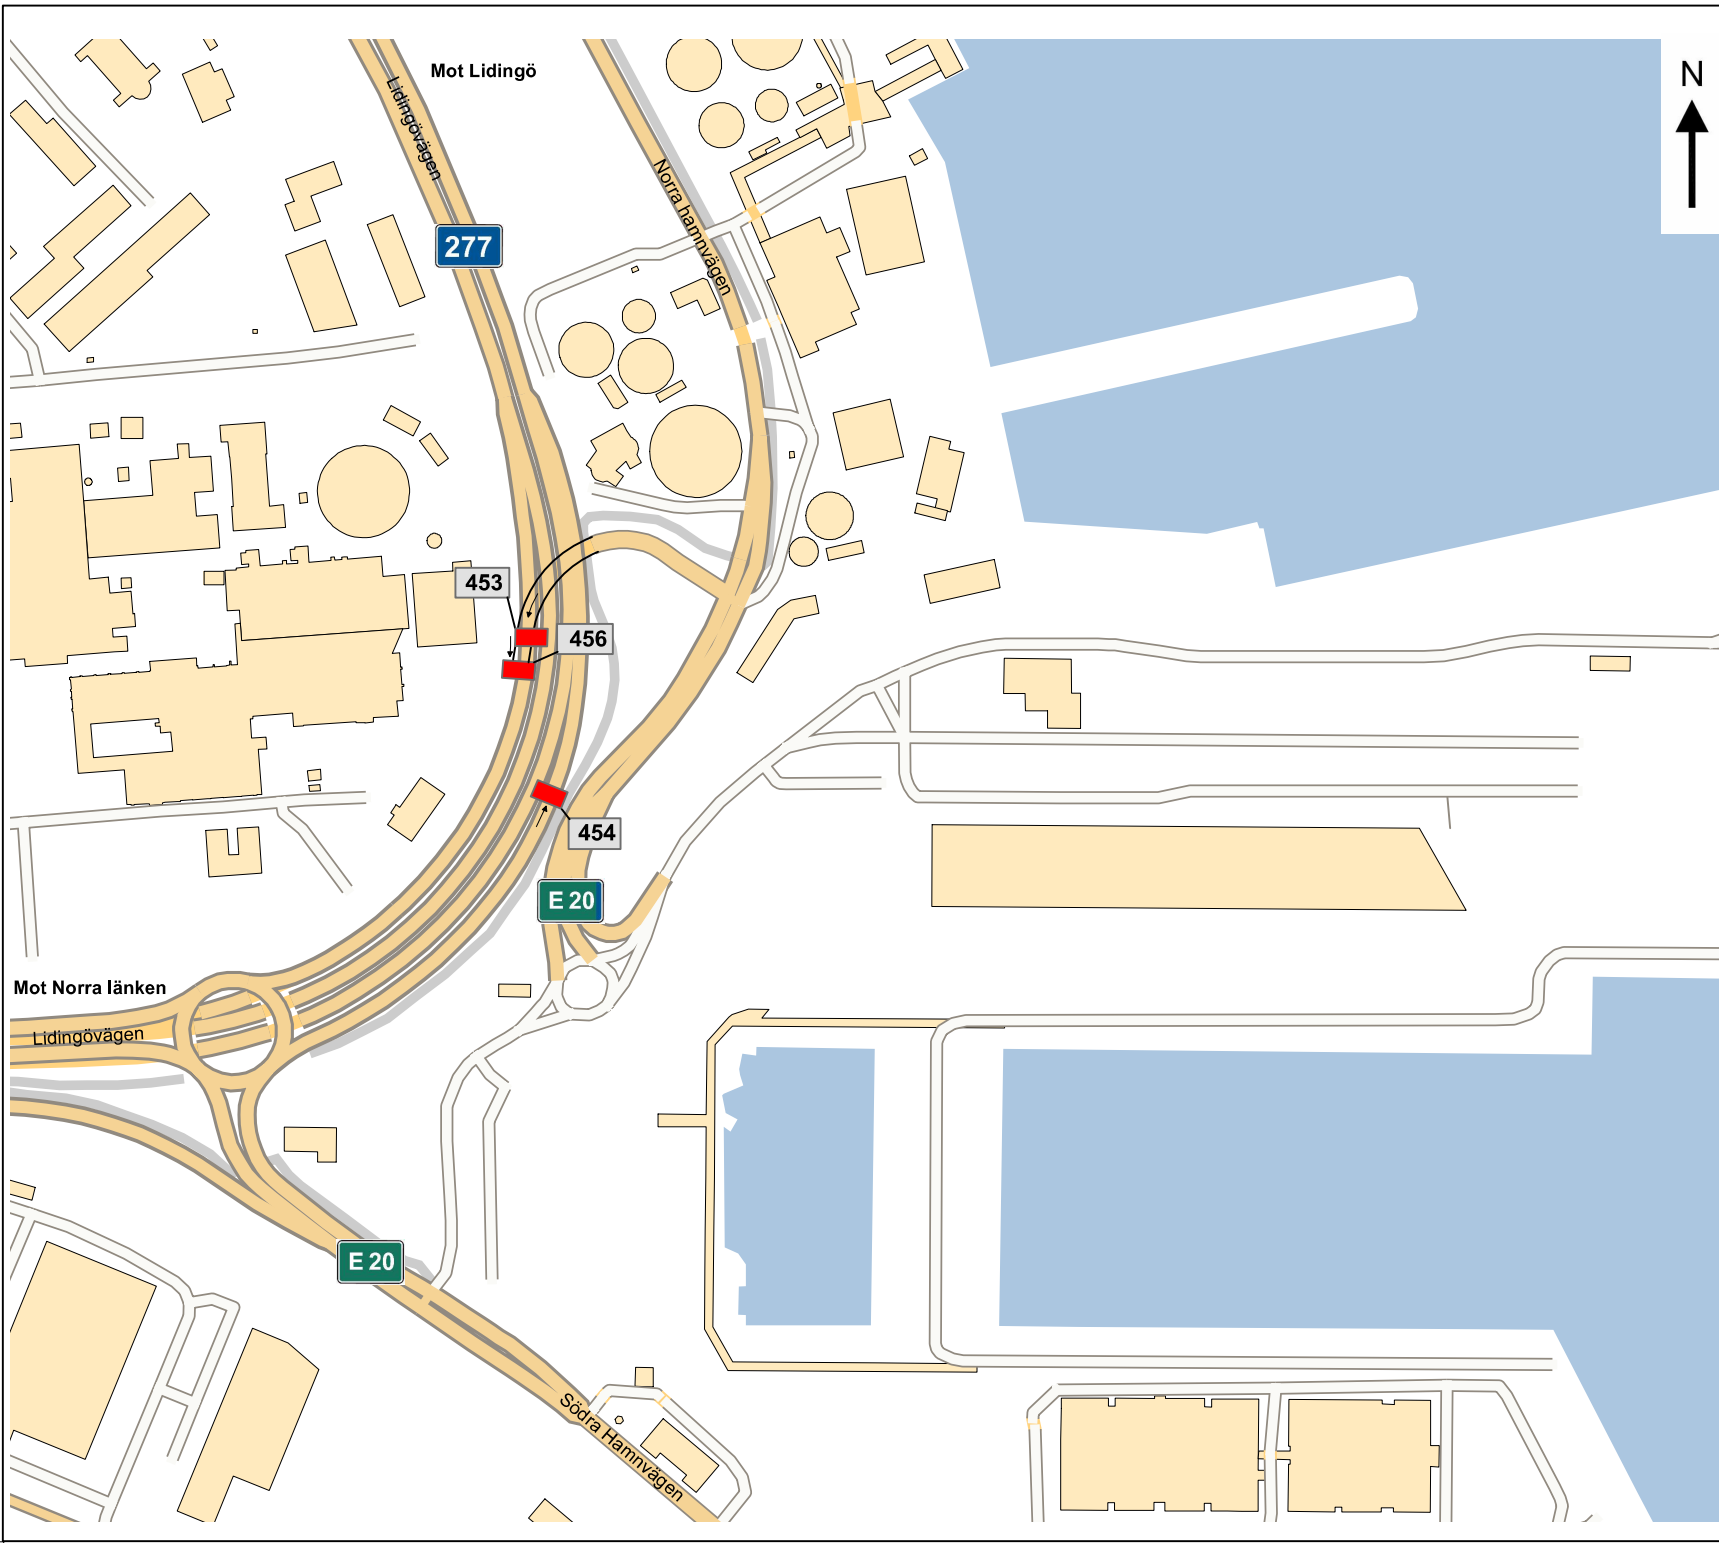 Mot Lidingö
N
Lidingövägen
Norra hamnvägen
277
453
456
454
E 20
Mot Norra länken
Lidingövägen
E 20
Södra Hamnvägen